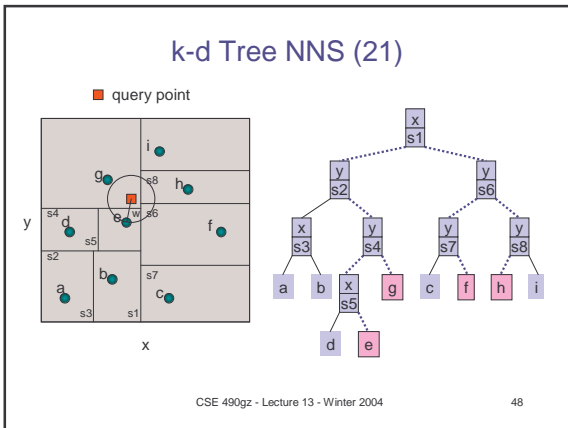 k-d Tree NNS (21)
query point
x
s1
i
y
s2
y
s6
g
s8
h
s4
d
e
w
s6
f
y
s5
x
s3
y
s4
y
s7
y
s8
s2
b
s7
a
c
s3
s1
a
b
x
s5
g
c
f
h
i
x
d
e
CSE 490gz - Lecture 13 - Winter 2004
48